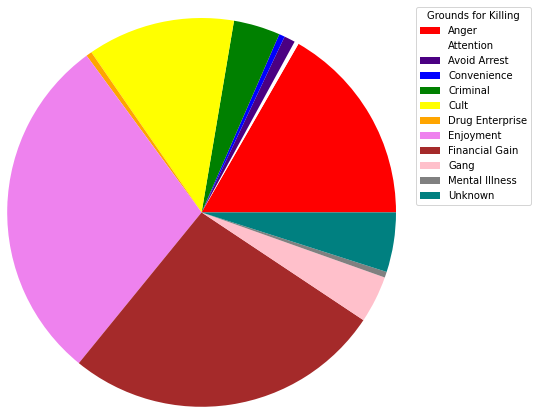 Grounds for Killing
Anger
Attention
Avoid Arrest
Convenience
Criminal
Cult
Drug Enterprise
Enjoyment
Financial Gain
Gang
Mental Illness
Unknown